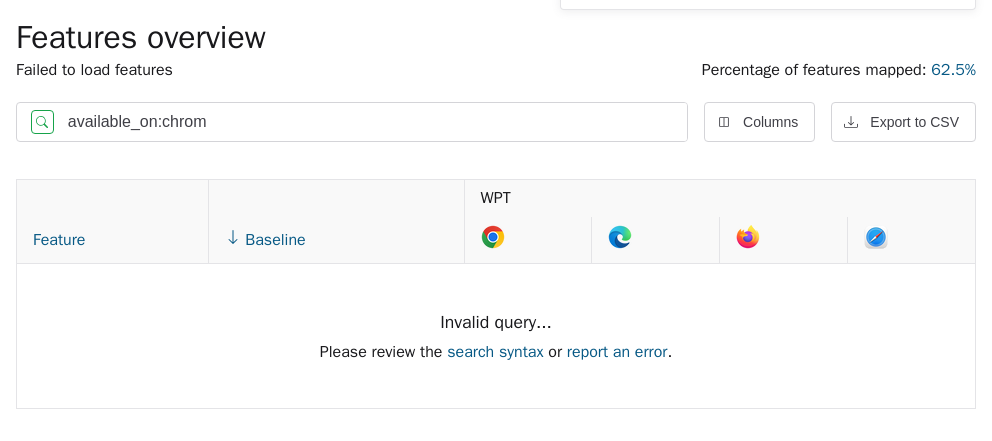 Features overview
Failed to load features
Percentage of features mapped: 62.5%
available_on:chrom
Columns
Export to CSV
WPT
Feature
Baseline
Invalid query...
Please review the search syntax or report an error.